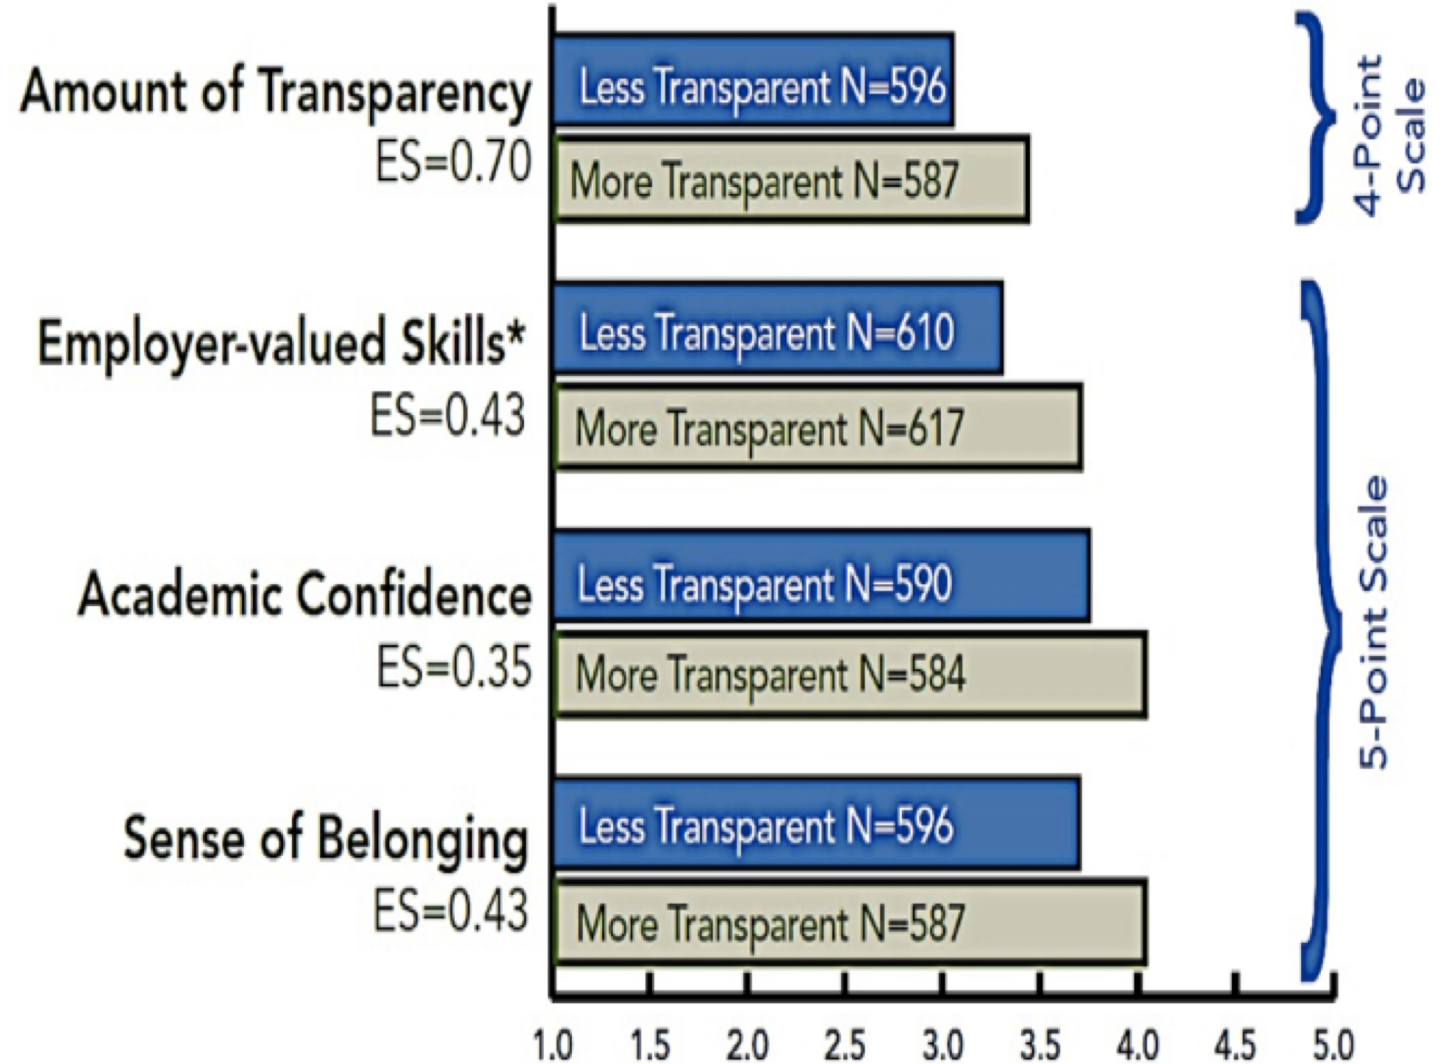 Amount of Transparency
ES=0.70
Less Transparent N=596
More Transparent N=587
4-Point
Scale
Employer-valued Skills*
ES=0.43
Less Transparent N=610
More Transparent N=617
Academic Confidence
ES=0.35
Less Transparent N=590
More Transparent N=584
5-Point Scale
Sense of Belonging
ES=0.43
Less Transparent N=596
More Transparent N=587
1.0 1.5 2.0 2.5 3.0 3.5 4.0 4.5 5.0